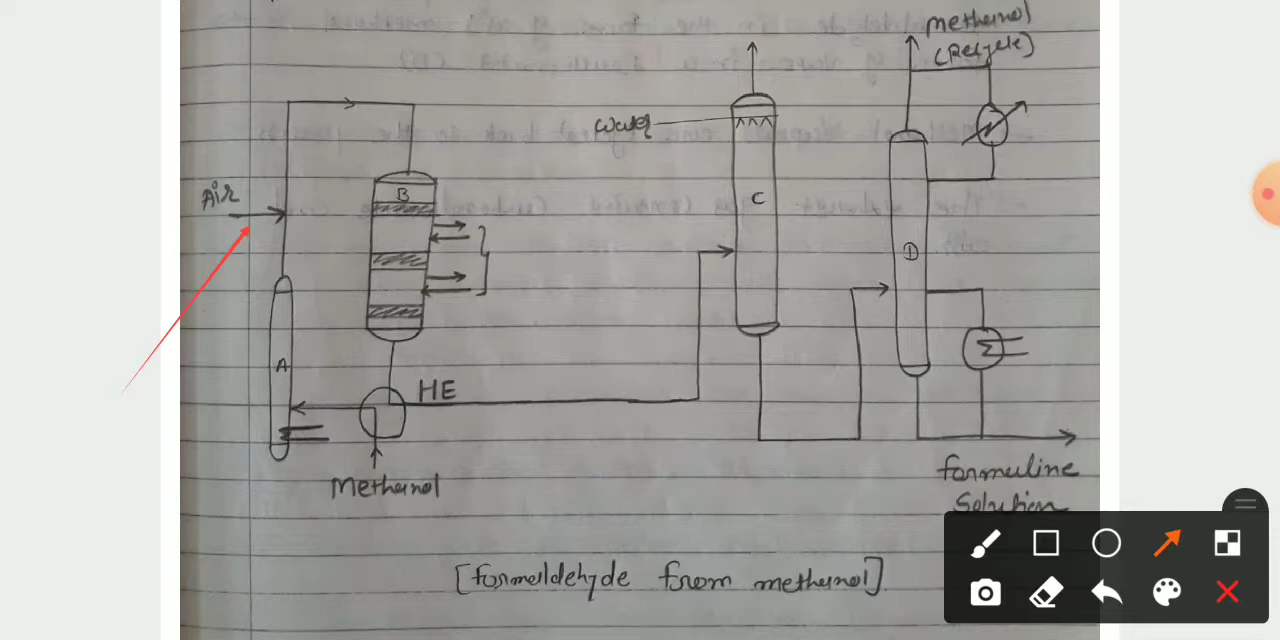 methanol
(Recycle)
Water
Air
B
C
D
A
HE
Methanol
formaline
Solution
[formaldehyde from methanol]